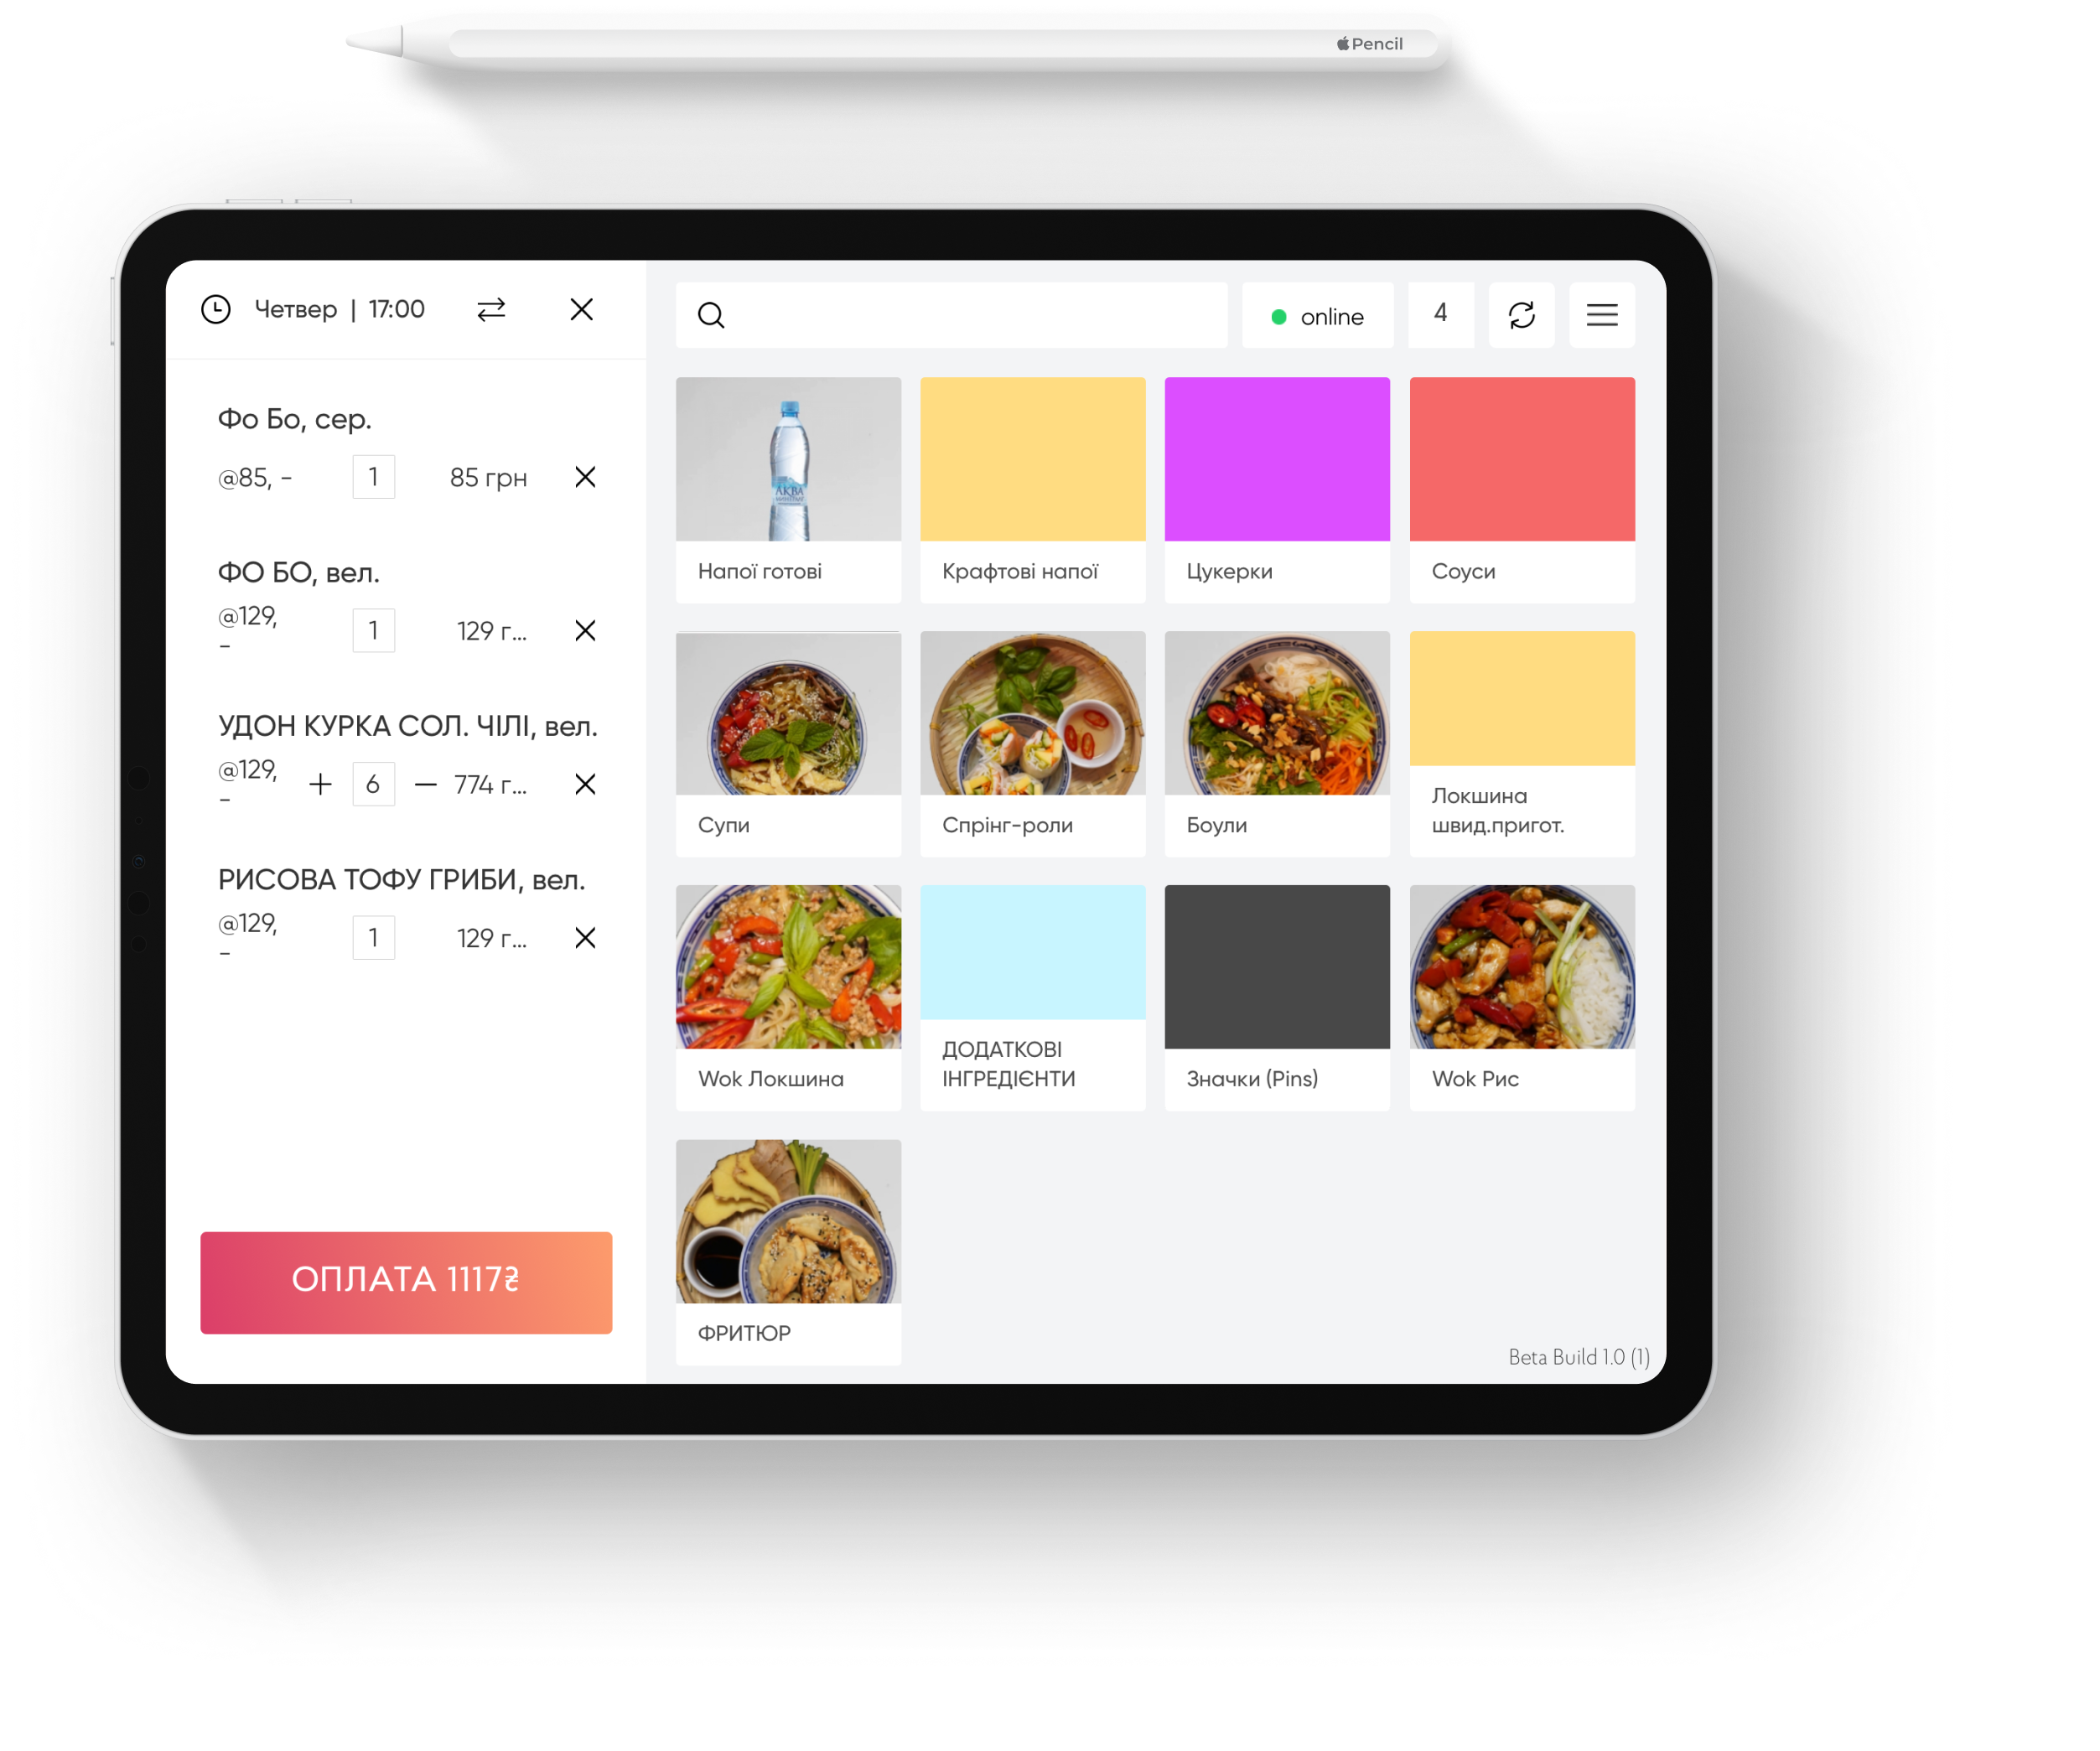 Pencil
Четвер | 17:00
online
4
Фо Бо, сер.
@85, -
1
85 грн
ФО БО, вел.
@129,
-
1
129 г...
УДОН КУРКА СОЛ. ЧІЛІ, вел.
@129,
-
+ 6 −
774 г...
РИСОВА ТОФУ ГРИБИ, вел.
@129,
-
1
129 г...
ОПЛАТА 1117₴
АКВА
Напої готові
Крафтові напої
Цукерки
Соуси
Супи
Спрінг-роли
Боули
Локшина
швид.пригот.
Wok Локшина
ДОДАТКОВІ
ІНГРЕДІЄНТИ
Значки (Pins)
Wok Рис
ФРИТЮР
Beta Build 1.0 (1)